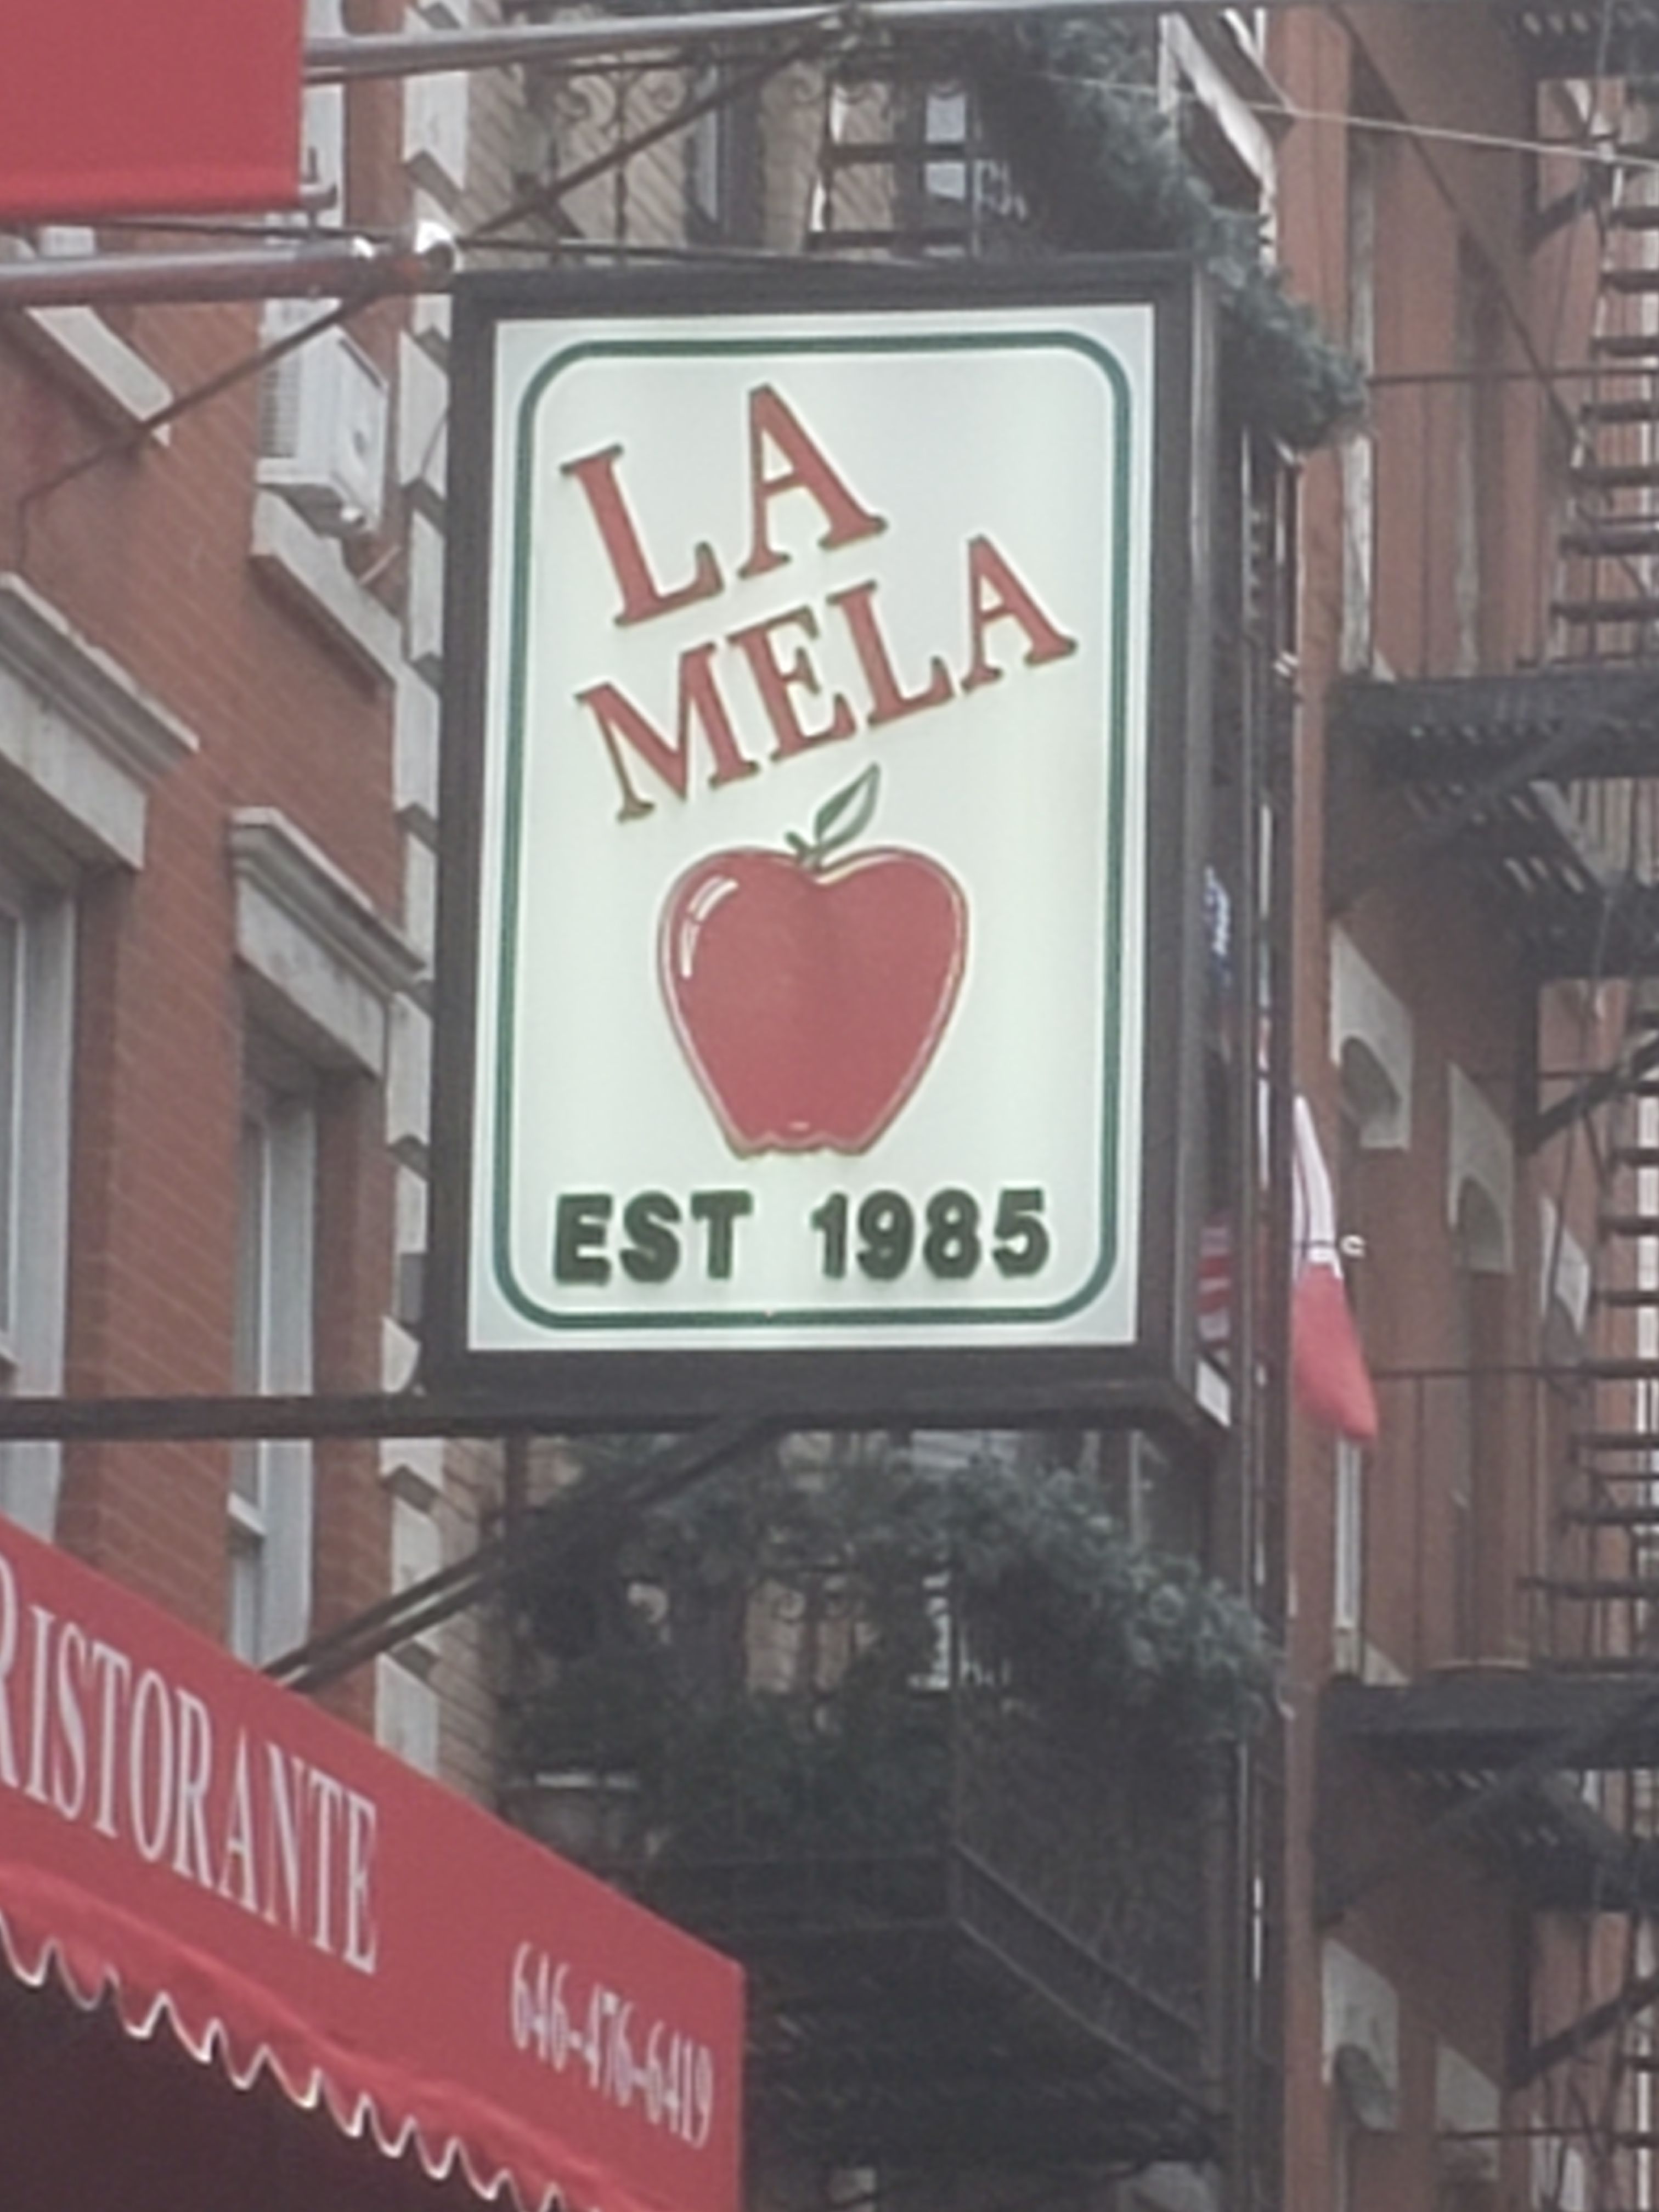 LA
MELA
EST 1985
RISTORANTE
646-476-6419